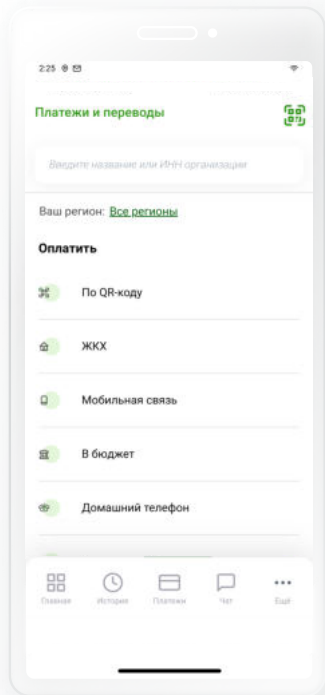 2:25
Платежи и переводы
Введите название или ИНН организации
Ваш регион: Все регионы
Оплатить
По QR-коду
ЖКХ
Мобильная связь
В бюджет
Домашний телефон
Главная История Платежи Чат Ещё